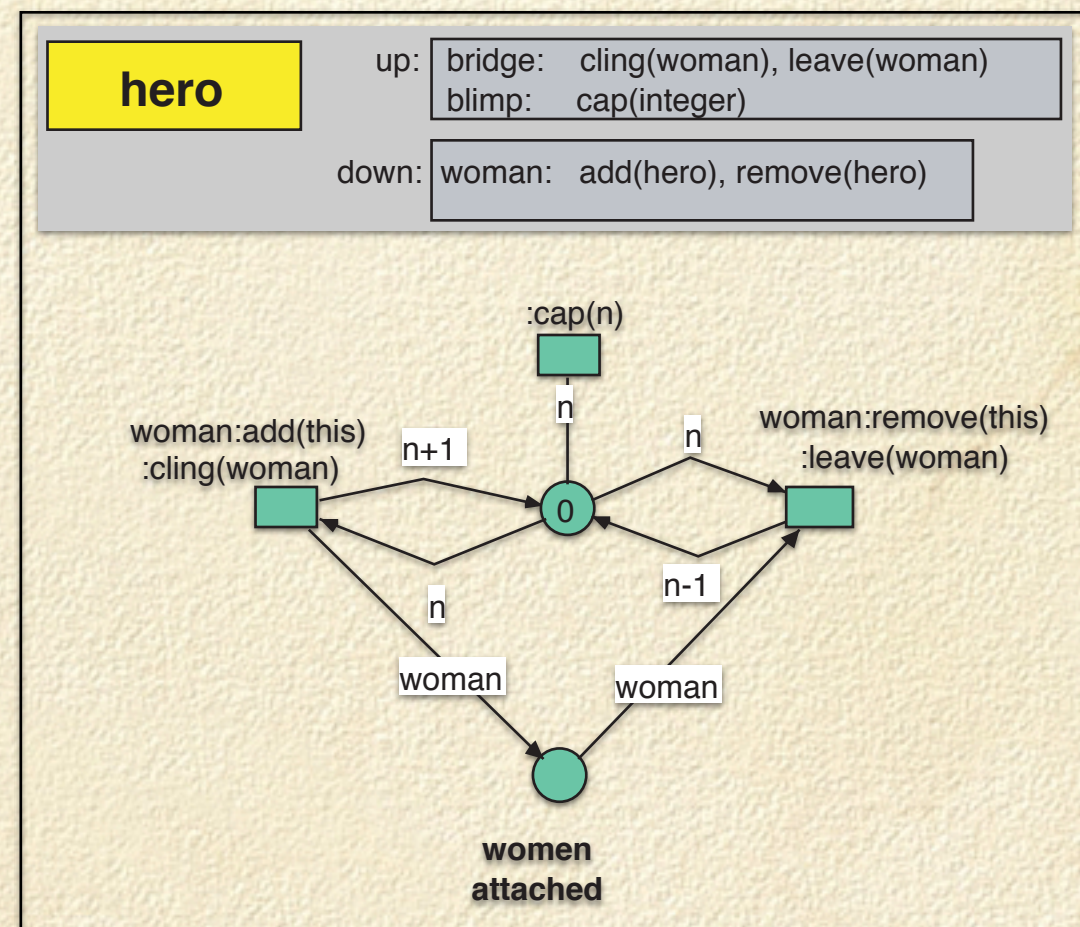 hero
up: bridge: cling(woman), leave(woman)
blimp: cap(integer)
down: woman: add(hero), remove(hero)
:cap(n)
n
woman:add(this)
:cling(woman)
n+1
n
woman:remove(this)
:leave(woman)
0
n
n-1
woman
woman
women
attached